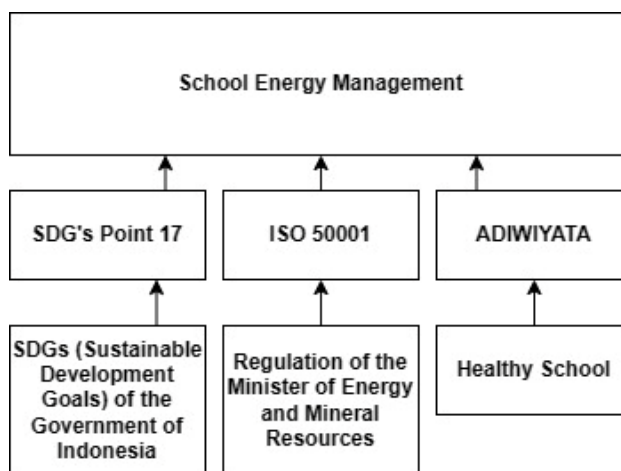 School Energy Management
SDG's Point 17
ISO 50001
ADIWIYATA
SDGs (Sustainable
Development
Goals) of the
Government of
Indonesia
Regulation of the
Minister of Energy
and Mineral
Resources
Healthy School